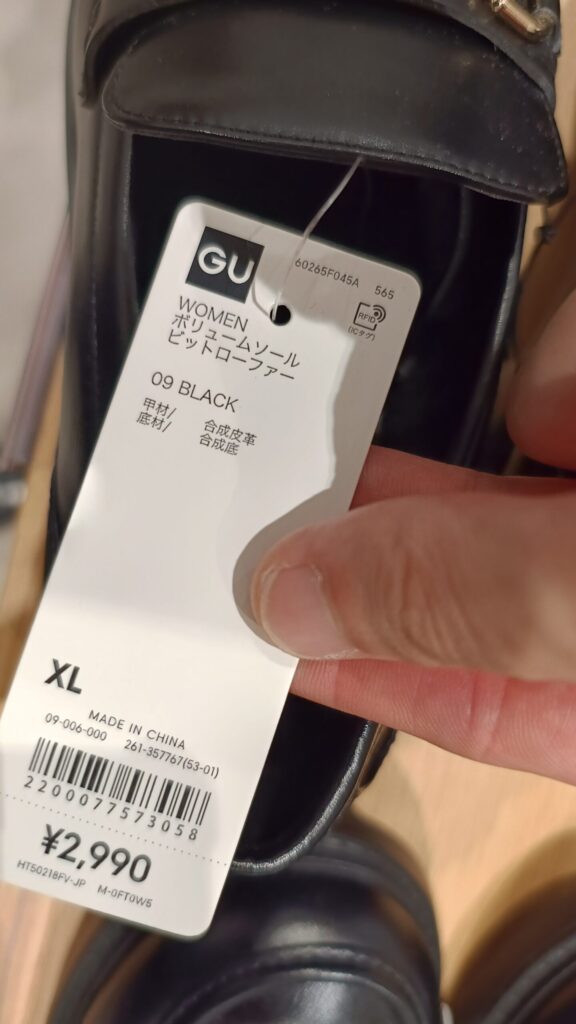 GU
60265F045A 565
RFID
(ICタグ)
WOMEN
ボリュームソール
ビットローファー
09 BLACK
甲材/ 合成皮革
底材/ 合成底
XL
MADE IN CHINA
09-006-000 261-357767(53-01)
2200077573058
¥2,990
HT50218FV-JP M-0FT0W5